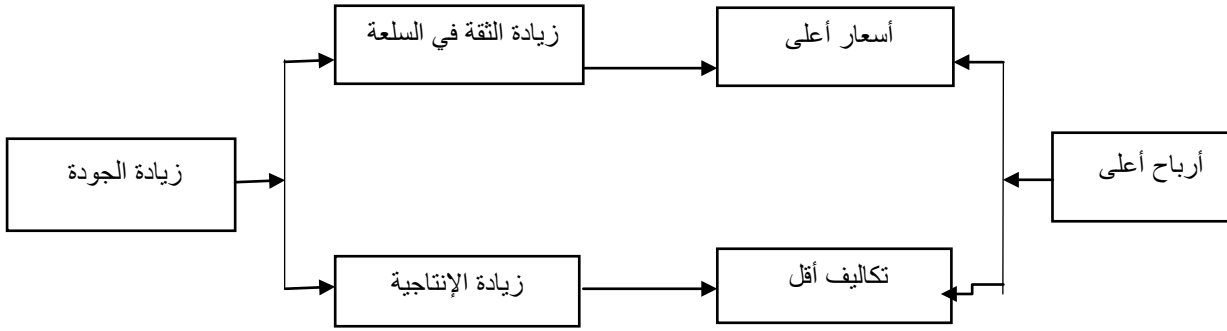 زيادة الثقة في السلعة
أسعار أعلى
أرباح أعلى
زيادة الجودة
تكاليف أقل
زيادة الإنتاجية